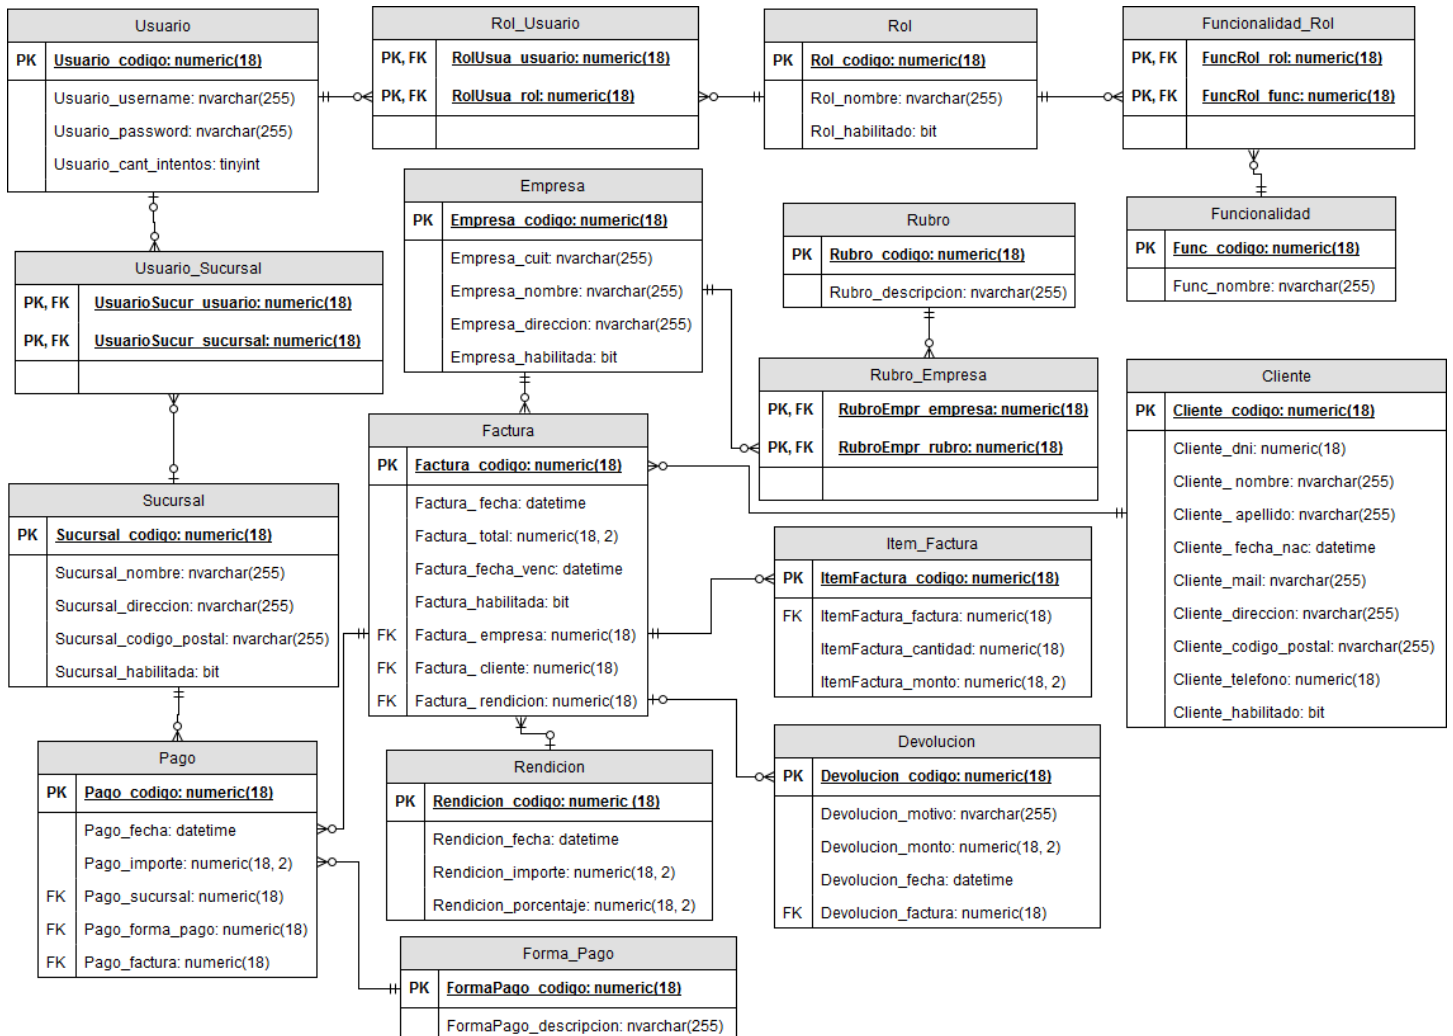 Usuario
PK Usuario_codigo: numeric(18)
Usuario_username: nvarchar(255)
Usuario_password: nvarchar(255)
Usuario_cant_intentos: tinyint
Rol_Usuario
PK, FK RolUsua_usuario: numeric(18)
PK, FK RolUsua_rol: numeric(18)
Rol
PK Rol_codigo: numeric(18)
Rol_nombre: nvarchar(255)
Rol_habilitado: bit
Funcionalidad_Rol
PK, FK FuncRol_rol: numeric(18)
PK, FK FuncRol_func: numeric(18)
Empresa
PK Empresa_codigo: numeric(18)
Empresa_cuit: nvarchar(255)
Empresa_nombre: nvarchar(255)
Empresa_direccion: nvarchar(255)
Empresa_habilitada: bit
Rubro
PK Rubro_codigo: numeric(18)
Rubro_descripcion: nvarchar(255)
Funcionalidad
PK Func_codigo: numeric(18)
Func_nombre: nvarchar(255)
Usuario_Sucursal
PK, FK UsuarioSucur_usuario: numeric(18)
PK, FK UsuarioSucur_sucursal: numeric(18)
Rubro_Empresa
PK, FK RubroEmpr_empresa: numeric(18)
PK, FK RubroEmpr_rubro: numeric(18)
Cliente
PK Cliente_codigo: numeric(18)
Cliente_dni: numeric(18)
Cliente_ nombre: nvarchar(255)
Cliente_ apellido: nvarchar(255)
Cliente_ fecha_nac: datetime
Cliente_mail: nvarchar(255)
Cliente_direccion: nvarchar(255)
Cliente_codigo_postal: nvarchar(255)
Cliente_telefono: numeric(18)
Cliente_habilitado: bit
Factura
PK Factura_codigo: numeric(18)
Factura_ fecha: datetime
Factura_ total: numeric(18, 2)
Factura_fecha_venc: datetime
Factura_habilitada: bit
FK Factura_ empresa: numeric(18)
FK Factura_ cliente: numeric(18)
FK Factura_ rendicion: numeric(18)
Sucursal
PK Sucursal_codigo: numeric(18)
Sucursal_nombre: nvarchar(255)
Sucursal_direccion: nvarchar(255)
Sucursal_codigo_postal: nvarchar(255)
Sucursal_habilitada: bit
Item_Factura
PK ItemFactura_codigo: numeric(18)
FK ItemFactura_factura: numeric(18)
ItemFactura_cantidad: numeric(18)
ItemFactura_monto: numeric(18, 2)
Devolucion
PK Devolucion_codigo: numeric(18)
Devolucion_motivo: nvarchar(255)
Devolucion_monto: numeric(18, 2)
Devolucion_fecha: datetime
FK Devolucion_factura: numeric(18)
Pago
PK Pago_codigo: numeric(18)
Pago_fecha: datetime
Pago_importe: numeric(18, 2)
FK Pago_sucursal: numeric(18)
FK Pago_forma_pago: numeric(18)
FK Pago_factura: numeric(18)
Rendicion
PK Rendicion_codigo: numeric (18)
Rendicion_fecha: datetime
Rendicion_importe: numeric(18, 2)
Rendicion_porcentaje: numeric(18, 2)
Forma_Pago
PK FormaPago_codigo: numeric(18)
FormaPago_descripcion: nvarchar(255)